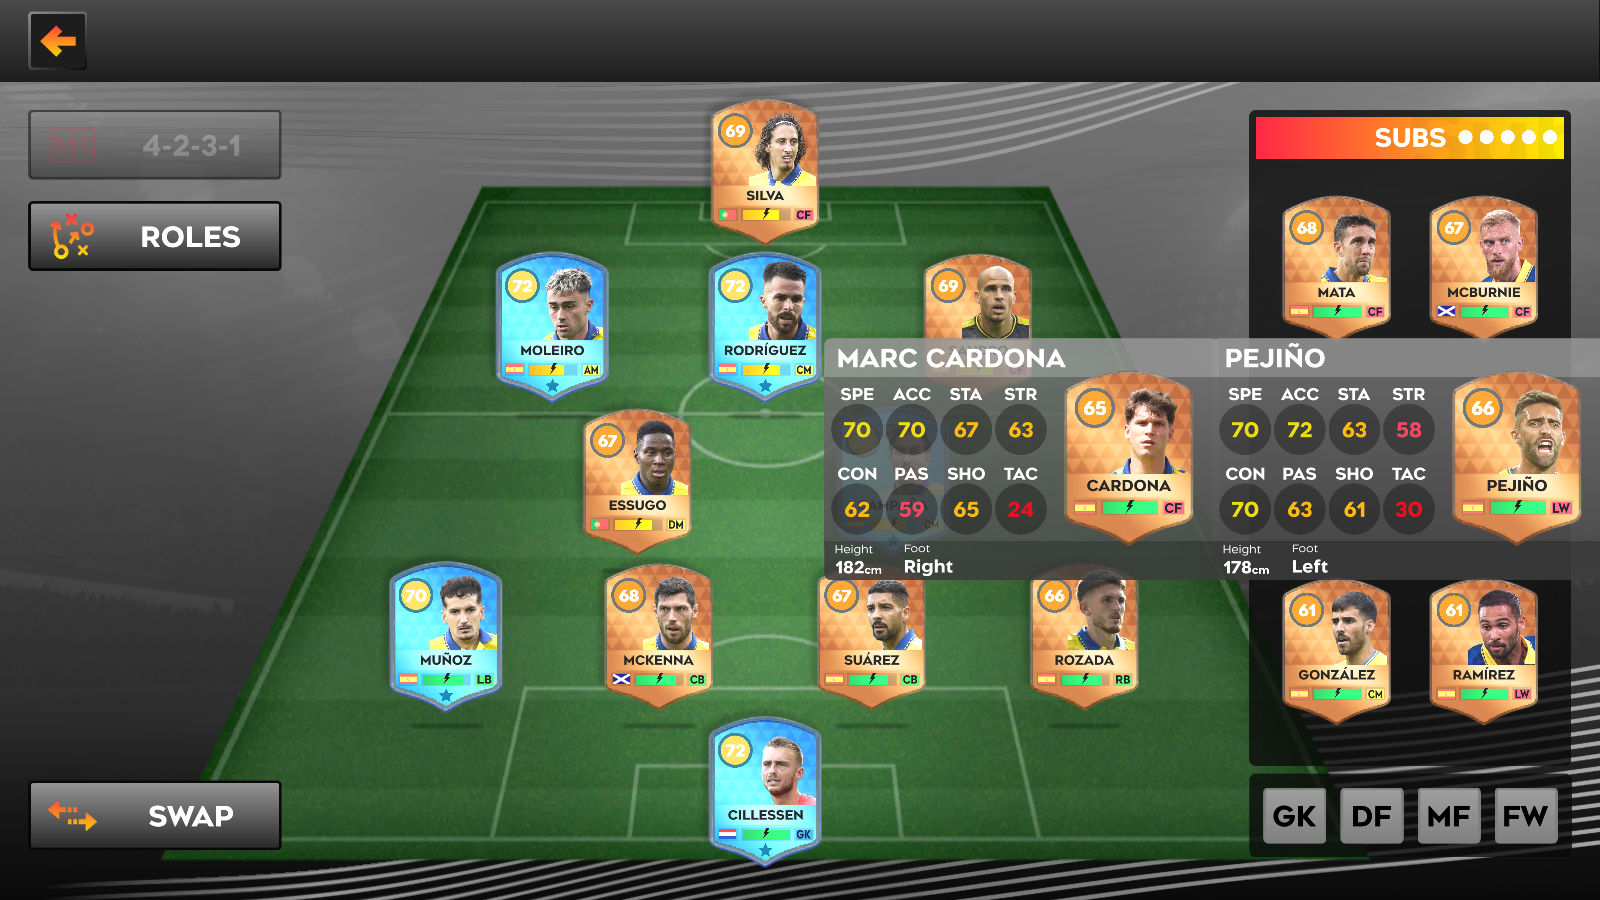 4-2-3-1
ROLES
SWAP
69
SILVA
CF
72
MOLEIRO
AM
72
RODRÍGUEZ
CM
69
67
ESSUGO
DM
70
MUÑOZ
LB
68
MCKENNA
CB
67
SUÁREZ
CB
66
ROZADA
RB
72
CILLESSEN
GK
SUBS
68
MATA
CF
67
MCBURNIE
CF
MARC CARDONA
SPE ACC STA STR
70 70 67 63
CON PAS SHO TAC
62 59 65 24
Height Foot
182cm Right
65
CARDONA
CF
PEJIÑO
SPE ACC STA STR
70 72 63 58
CON PAS SHO TAC
70 63 61 30
Height Foot
178cm Left
66
PEJIÑO
LW
61
GONZÁLEZ
CM
61
RAMÍREZ
LW
GK DF MF FW